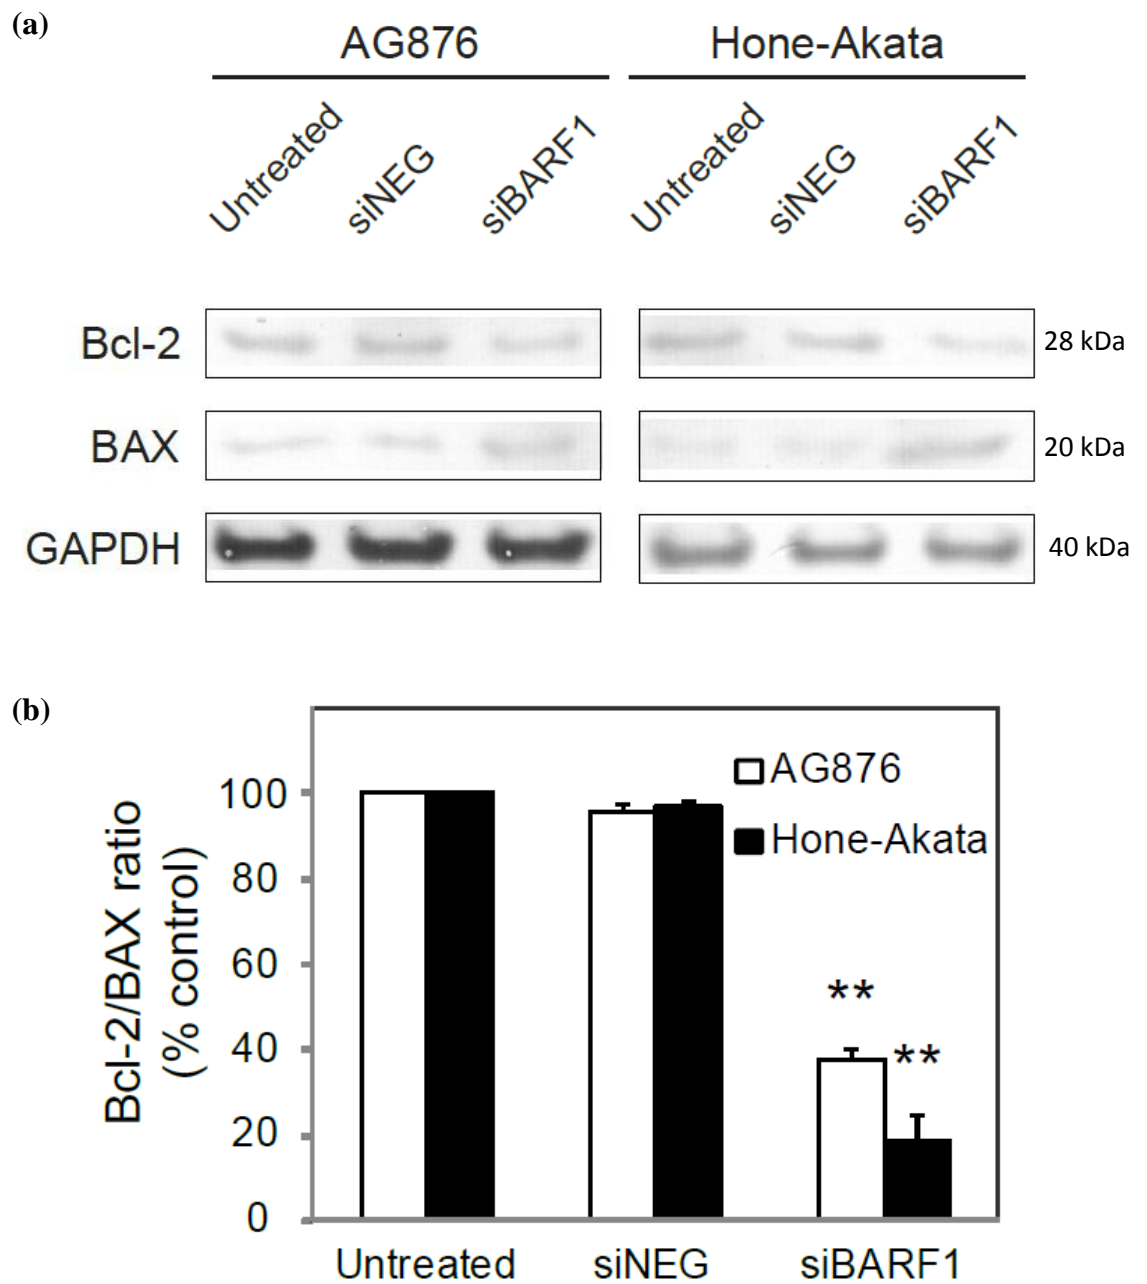 (a)
AG876 Hone-Akata
Untreated siNEG siBARF1 Untreated siNEG siBARF1
Bcl-2 28 kDa
BAX 20 kDa
GAPDH 40 kDa
(b)
Bcl-2/BAX ratio
(% control)
100
80
60
40
20
0
AG876
Hone-Akata
**
**
Untreated siNEG siBARF1